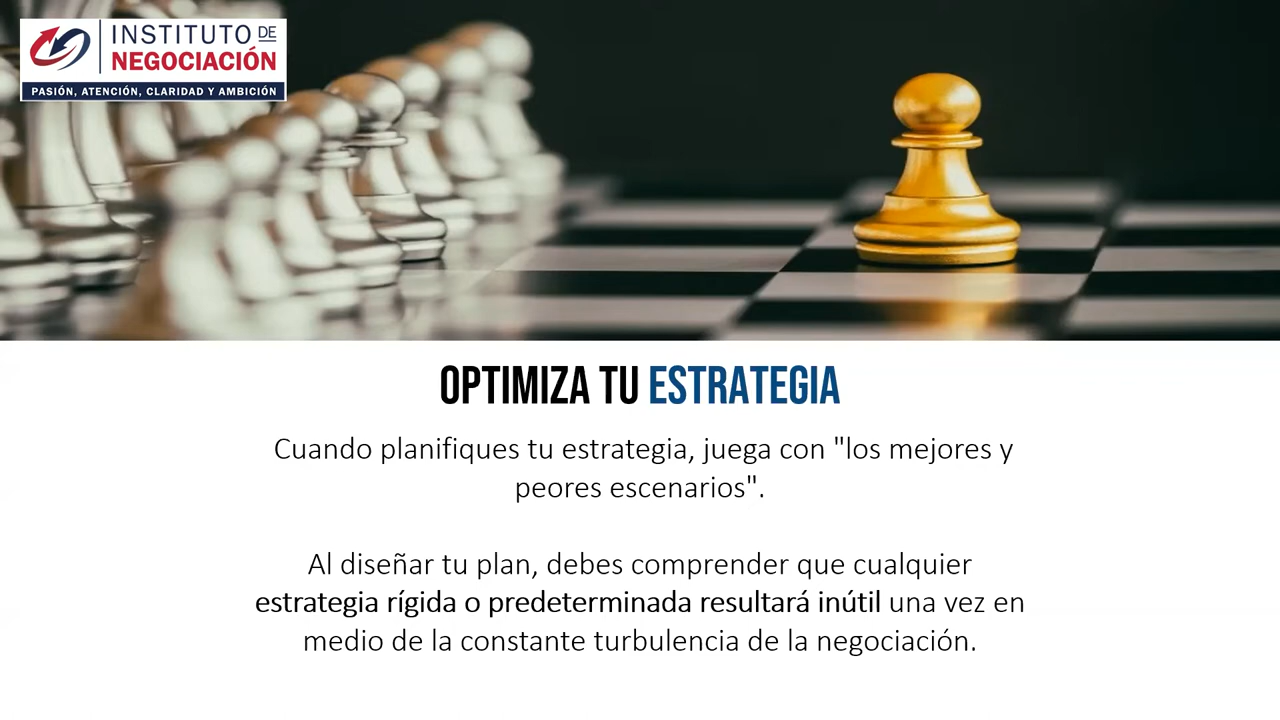 INSTITUTO DE
NEGOCIACIÓN
PASIÓN, ATENCIÓN, CLARIDAD Y AMBICIÓN
OPTIMIZA TU ESTRATEGIA
Cuando planifiques tu estrategia, juega con "los mejores y
peores escenarios".
Al diseñar tu plan, debes comprender que cualquier
estrategia rígida o predeterminada resultará inútil una vez en
medio de la constante turbulencia de la negociación.